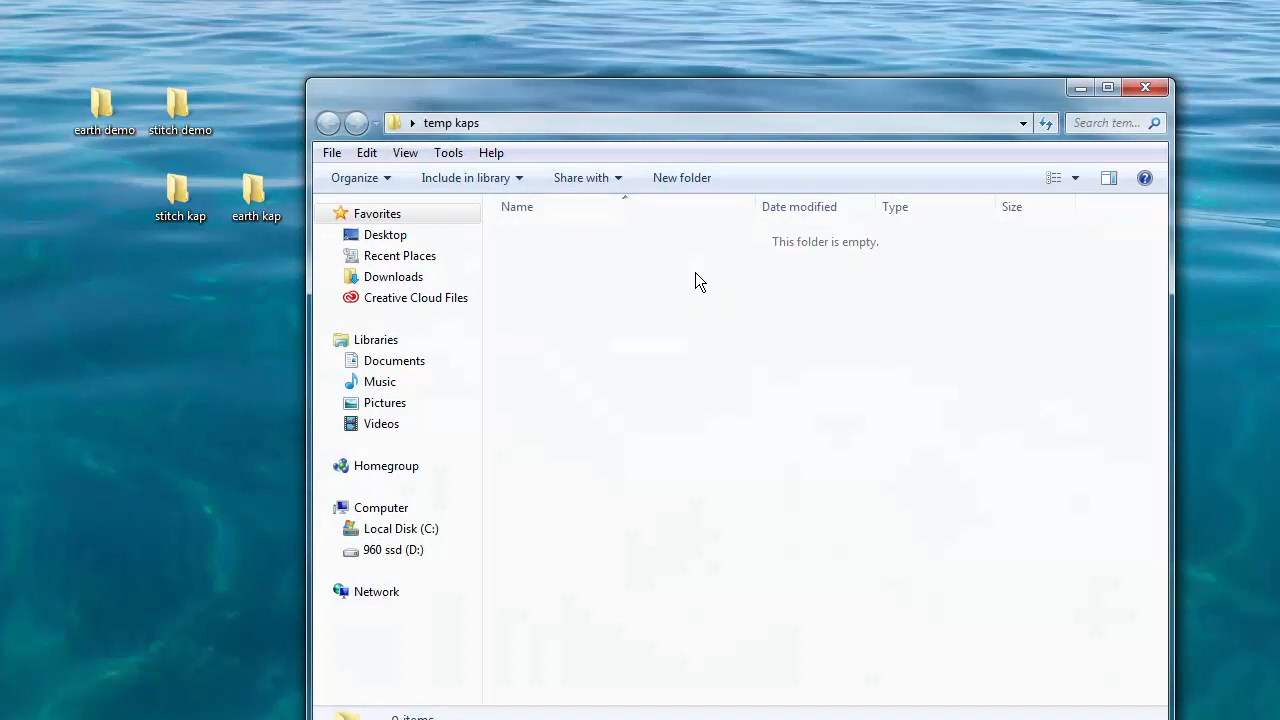 earth demo
stitch demo
stitch kap
earth kap
temp kaps
Search tem...
File Edit View Tools Help
Organize Include in library Share with New folder
Name Date modified Type Size
This folder is empty.
Favorites
Desktop
Recent Places
Downloads
Creative Cloud Files
Libraries
Documents
Music
Pictures
Videos
Homegroup
Computer
Local Disk (C:)
960 ssd (D:)
Network
0 items